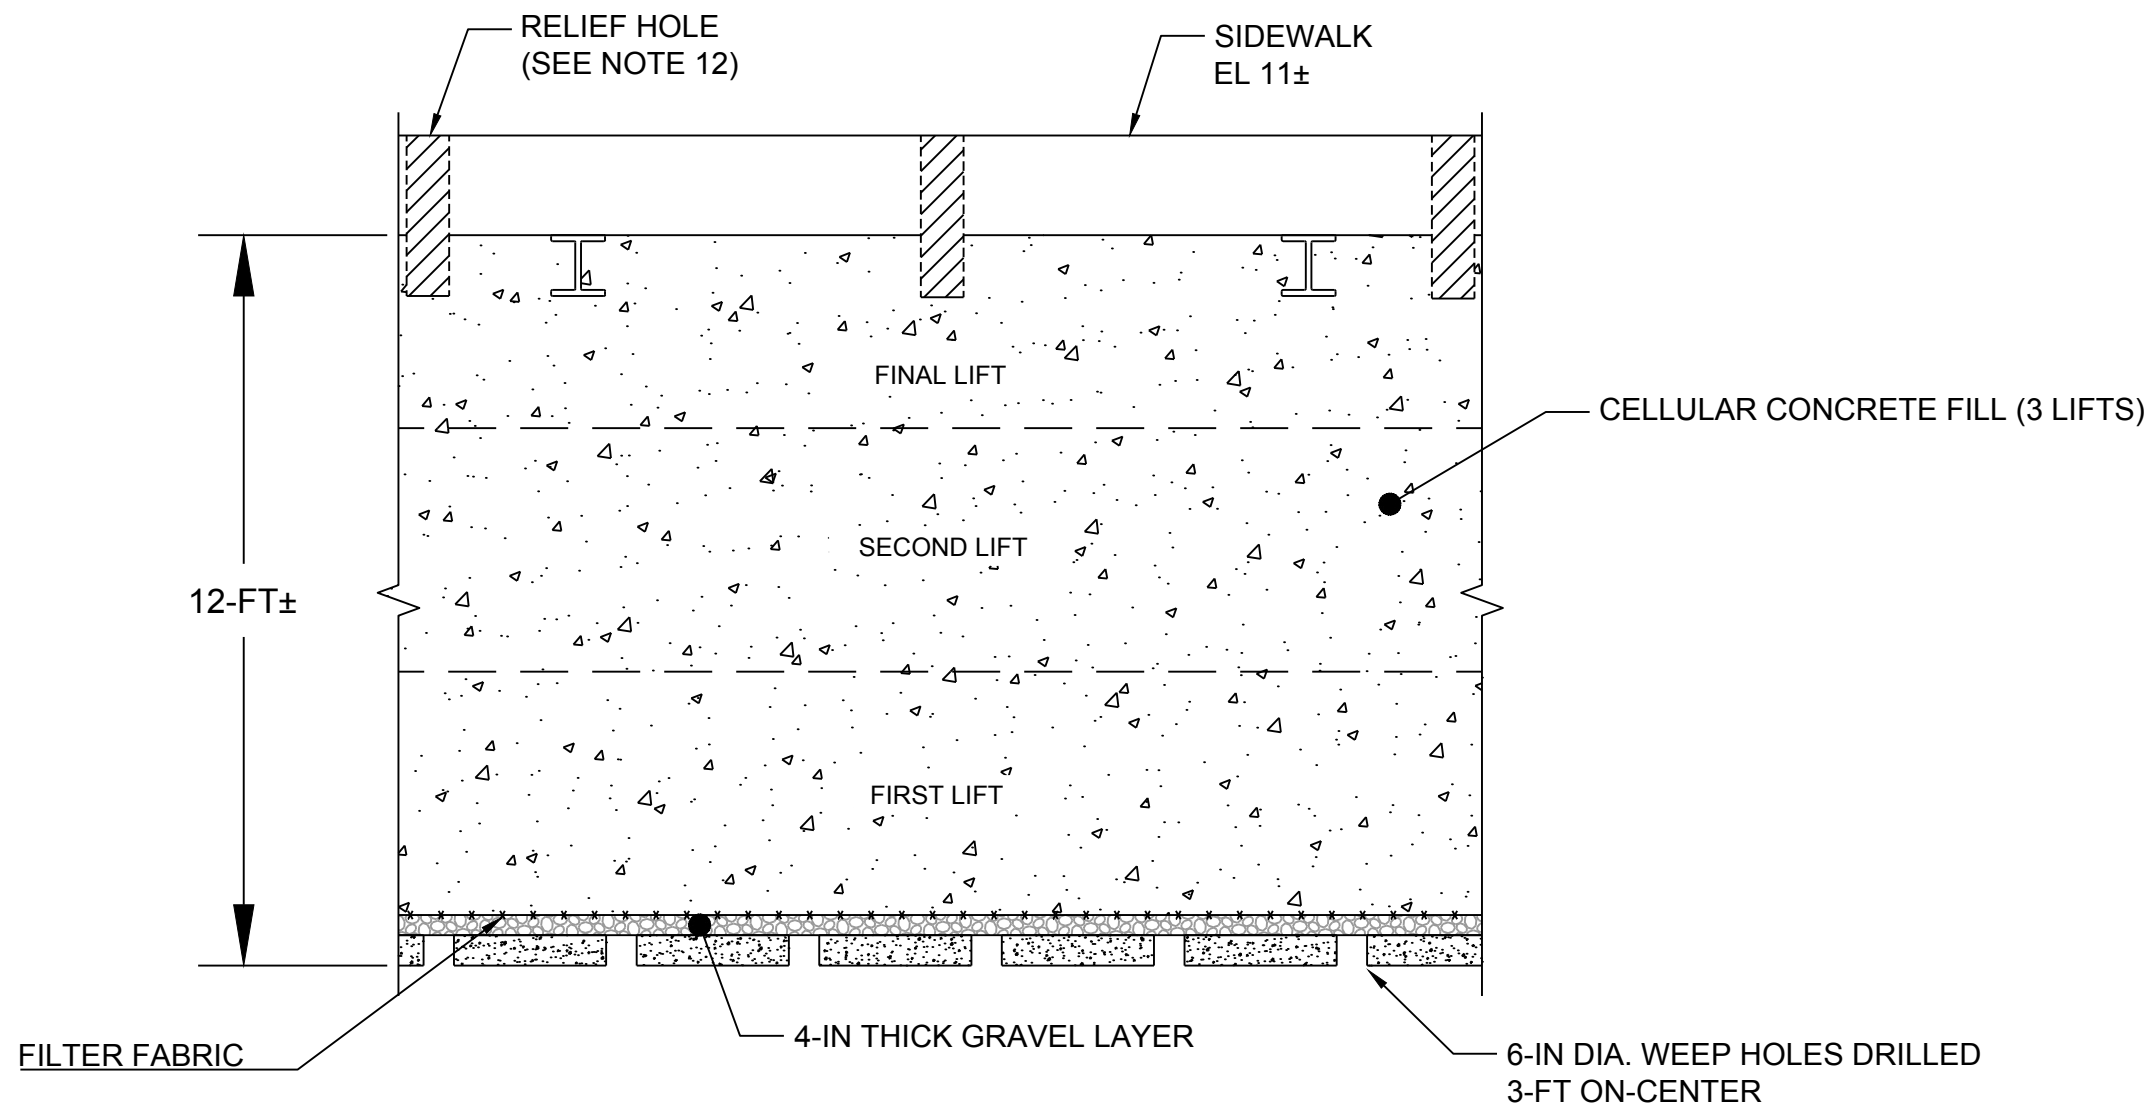 RELIEF HOLE
(SEE NOTE 12)
SIDEWALK
EL 11±
FINAL LIFT
CELLULAR CONCRETE FILL (3 LIFTS)
SECOND LIFT
12-FT±
FIRST LIFT
4-IN THICK GRAVEL LAYER
FILTER FABRIC
6-IN DIA. WEEP HOLES DRILLED
3-FT ON-CENTER